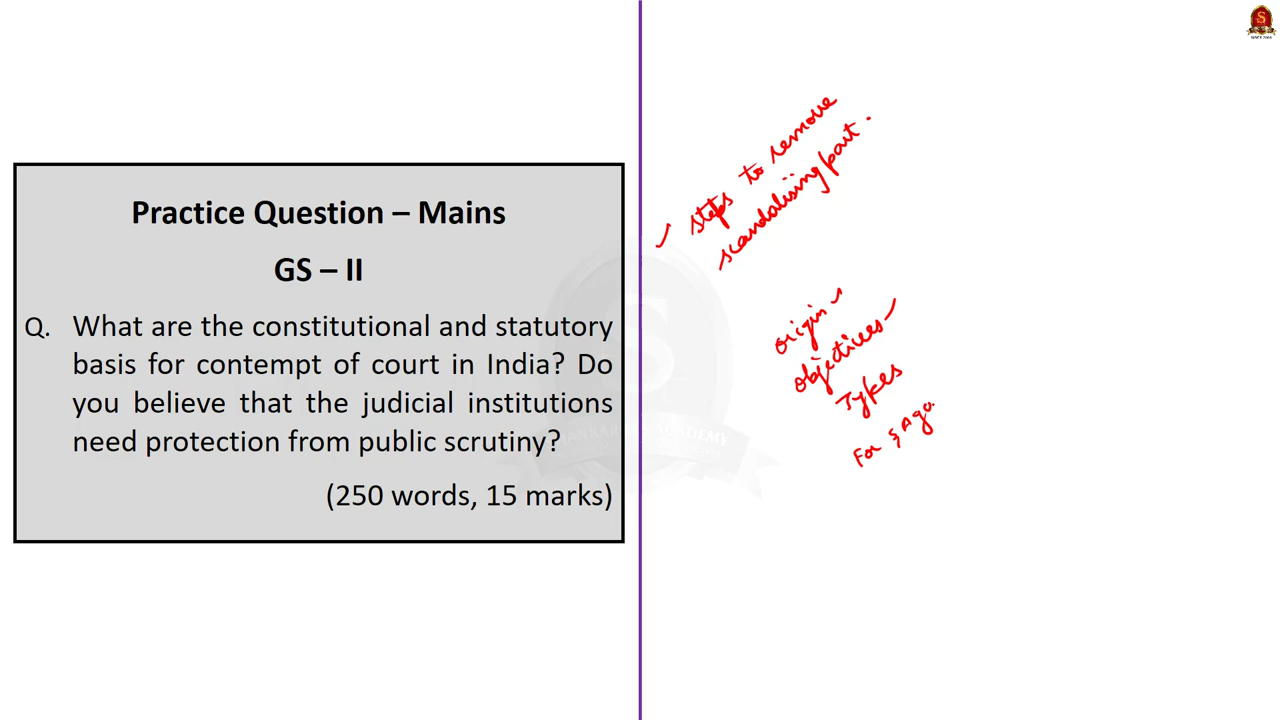 Practice Question – Mains
GS – II
Q. What are the constitutional and statutory
basis for contempt of court in India? Do
you believe that the judicial institutions
need protection from public scrutiny?
(250 words, 15 marks)
steps to remove
scandalising part.
origin
objectives
Types
For & Aga.